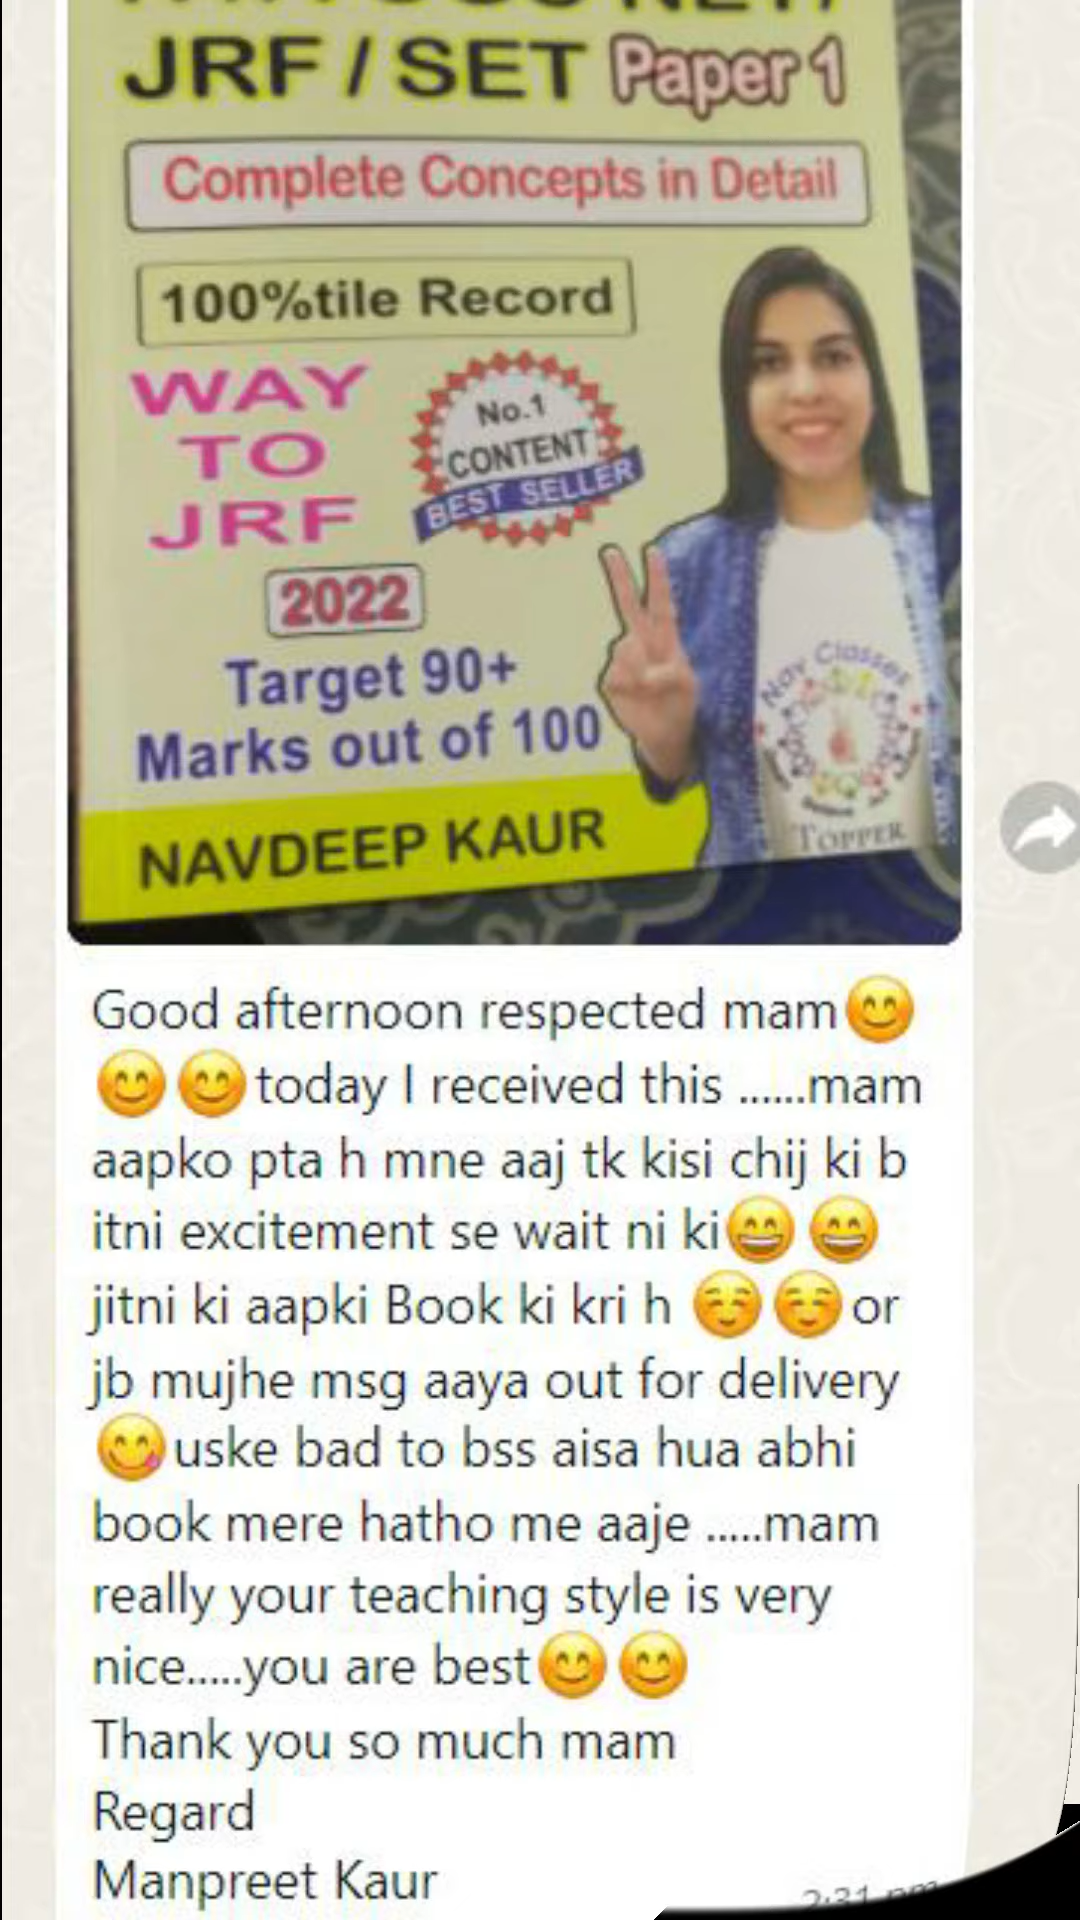 JRF / SET Paper 1
Complete Concepts in Detail
100%tile Record
WAY
TO
JRF
No.1
CONTENT
BEST SELLER
2022
Target 90+
Marks out of 100
NAVDEEP KAUR
Nav Classes
TOPPER
Good afternoon respected mam😊
😊😊today I received this ......mam
aapko pta h mne aaj tk kisi chij ki b
itni excitement se wait ni ki😄😄
jitni ki aapki Book ki kri h ☺️☺️or
jb mujhe msg aaya out for delivery
😋uske bad to bss aisa hua abhi
book mere hatho me aaje .....mam
really your teaching style is very
nice.....you are best😊😊
Thank you so much mam
Regard
Manpreet Kaur
2:31 pm